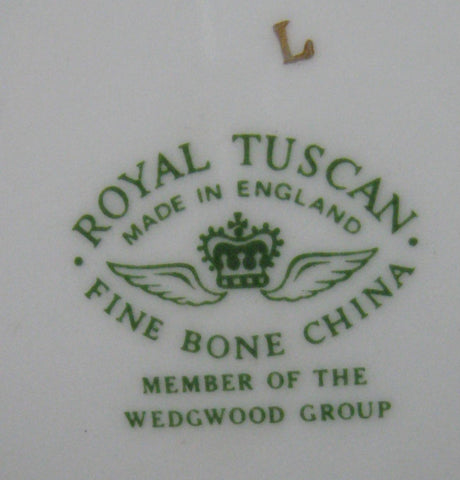 L
· ROYAL TUSCAN ·
MADE IN ENGLAND
FINE BONE CHINA
MEMBER OF THE
WEDGWOOD GROUP